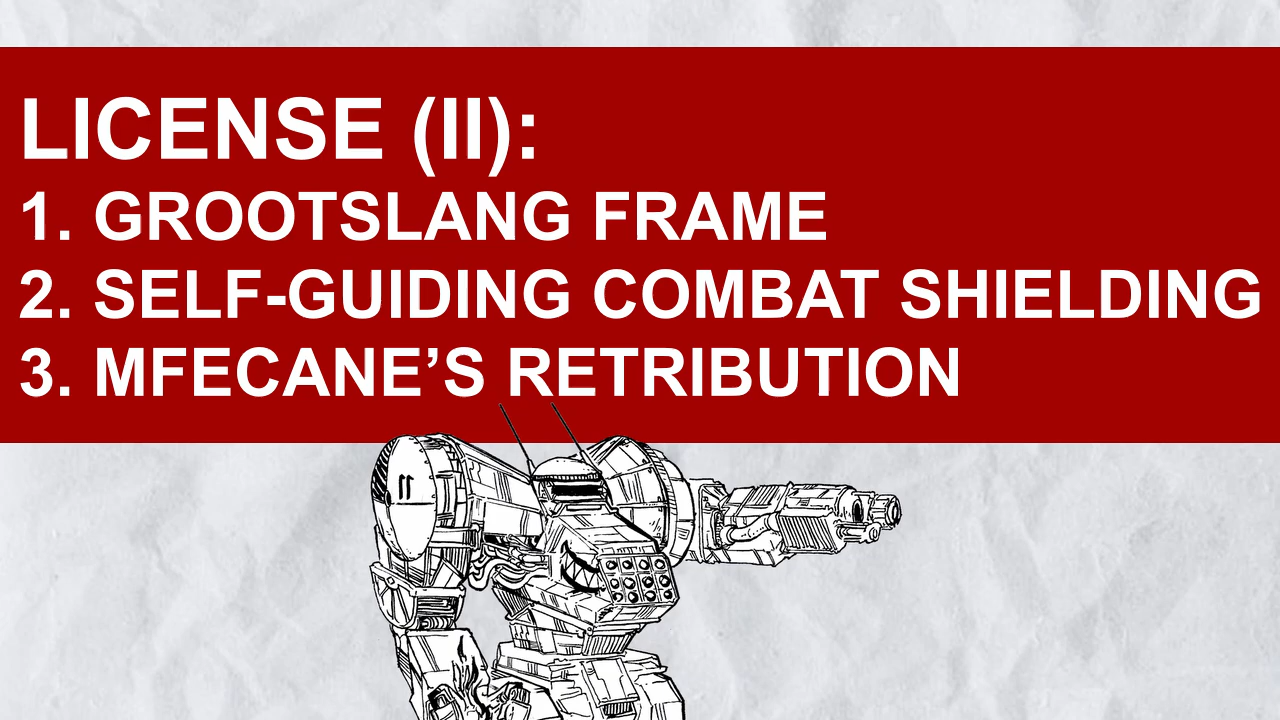 LICENSE (II):
1. GROOTSLANG FRAME
2. SELF-GUIDING COMBAT SHIELDING
3. MFECANE’S RETRIBUTION